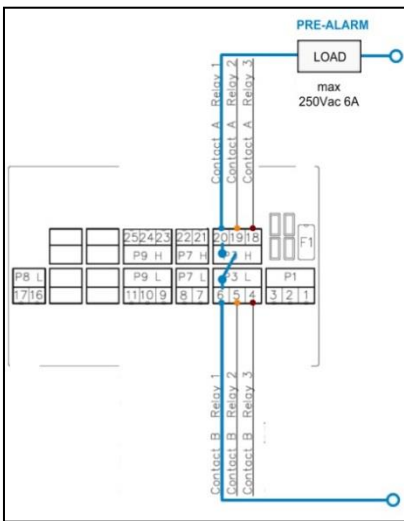 PRE-ALARM
LOAD
max
250Vac 6A
Contact A Relay 1
Contact A Relay 2
Contact A Relay 3
25 24 23 22 21 20 19 18
F1
P9 H P7 H P3 H
P8 L P9 L P7 L P3 L P1
17 16 11 10 9 8 7 6 5 4 3 2 1
Contact B Relay 1
Contact B Relay 2
Contact B Relay 3